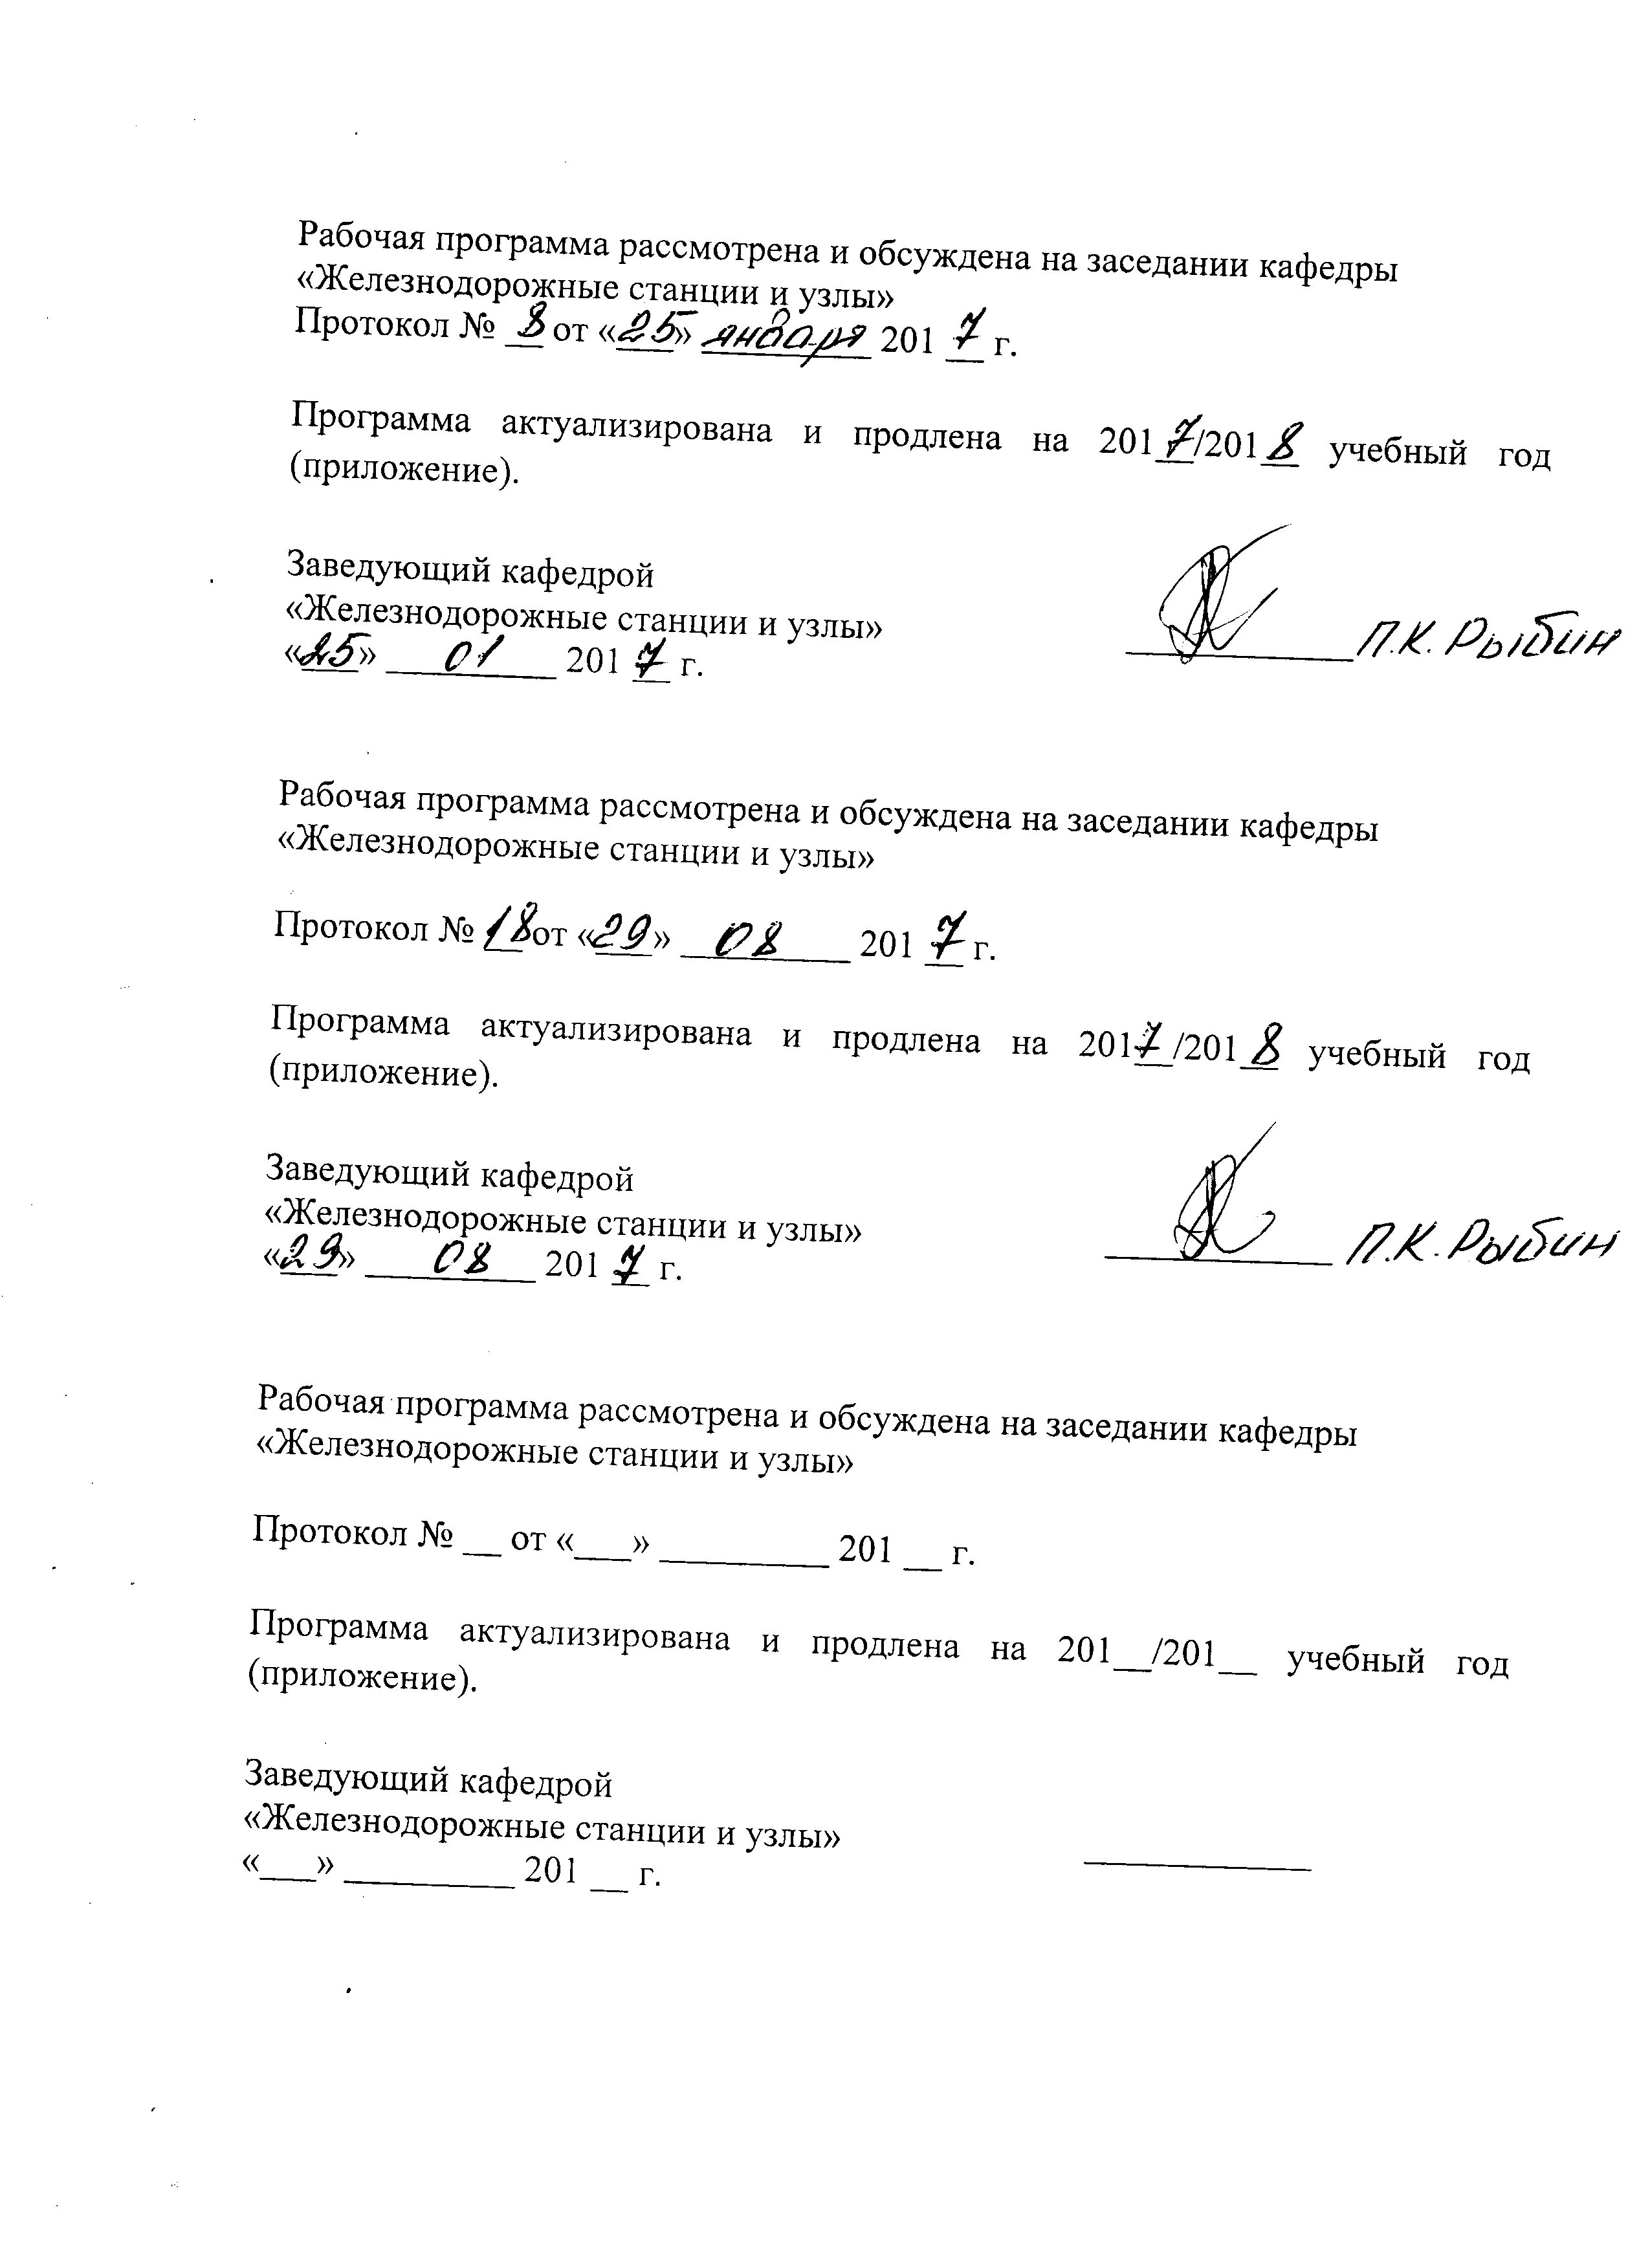 Рабочая программа рассмотрена и обсуждена на заседании кафедры
«Железнодорожные станции и узлы»
Протокол № 8 от «25» января 2017 г.
Программа актуализирована и продлена на 2017/2018 учебный год
(приложение).
Заведующий кафедрой
«Железнодорожные станции и узлы»
«25» 01 2017 г. П.К. Рыбин
Рабочая программа рассмотрена и обсуждена на заседании кафедры
«Железнодорожные станции и узлы»
Протокол № 18 от «29» 08 2017 г.
Программа актуализирована и продлена на 2017/2018 учебный год
(приложение).
Заведующий кафедрой
«Железнодорожные станции и узлы»
«29» 08 2017 г. П.К. Рыбин
Рабочая программа рассмотрена и обсуждена на заседании кафедры
«Железнодорожные станции и узлы»
Протокол № __ от «___» _________ 201 __ г.
Программа актуализирована и продлена на 201__/201__ учебный год
(приложение).
Заведующий кафедрой
«Железнодорожные станции и узлы»
«___» _________ 201 __ г. ____________